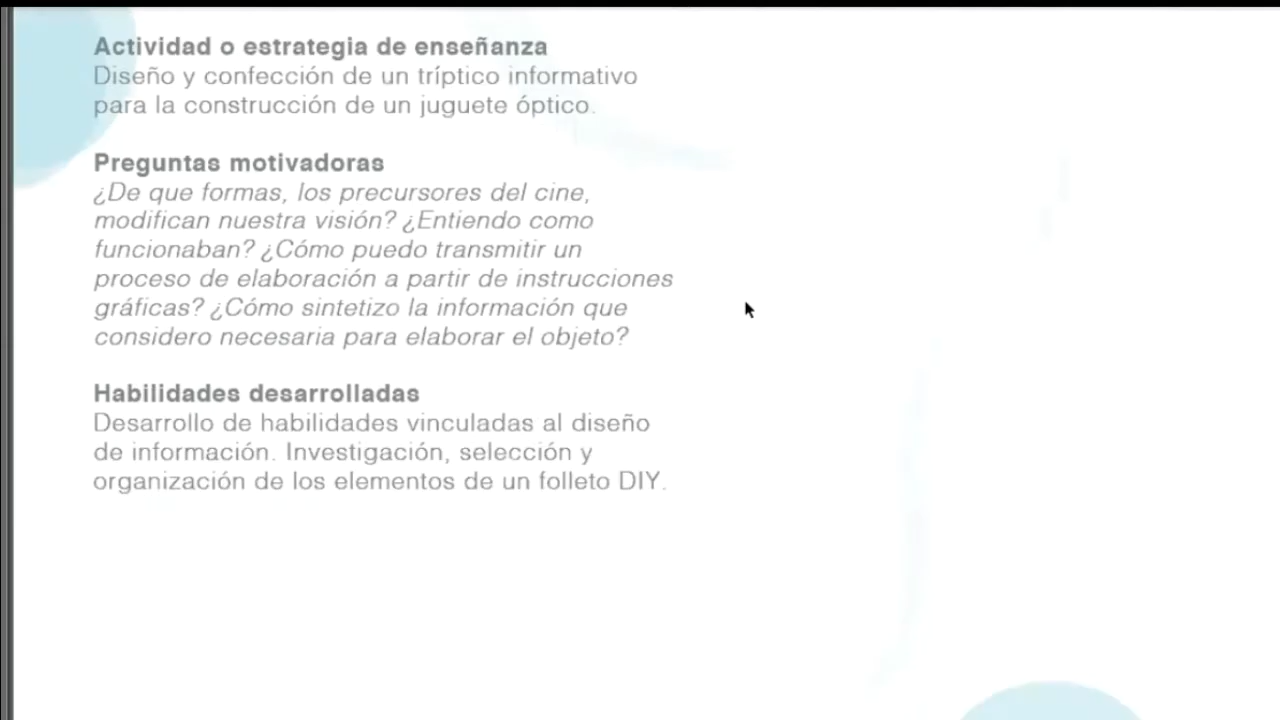 Actividad o estrategia de enseñanza
Diseño y confección de un tríptico informativo
para la construcción de un juguete óptico.
Preguntas motivadoras
¿De que formas, los precursores del cine,
modifican nuestra visión? ¿Entiendo como
funcionaban? ¿Cómo puedo transmitir un
proceso de elaboración a partir de instrucciones
gráficas? ¿Cómo sintetizo la información que
considero necesaria para elaborar el objeto?
Habilidades desarrolladas
Desarrollo de habilidades vinculadas al diseño
de información. Investigación, selección y
organización de los elementos de un folleto DIY.